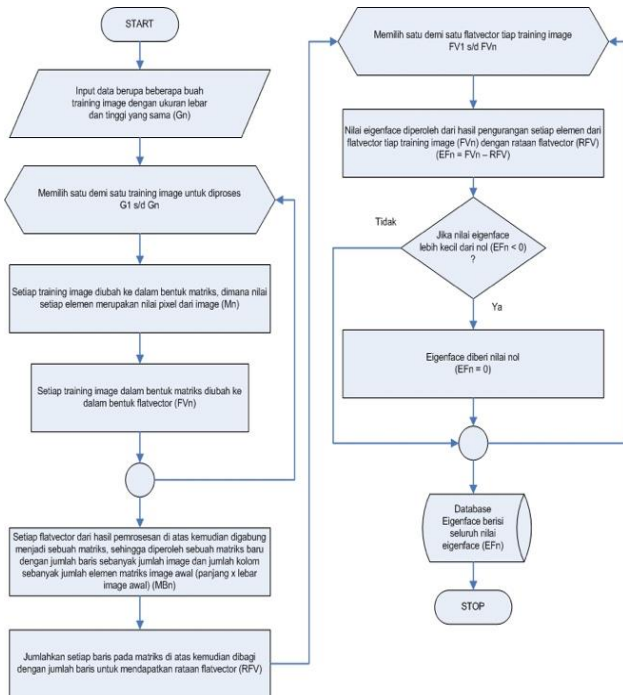 START
Input data berupa beberapa buah
training image dengan ukuran lebar
dan tinggi yang sama (Gn)
Memilih satu demi satu training image untuk diproses
G1 s/d Gn
Setiap training image diubah ke dalam bentuk matriks, dimana nilai
setiap elemen merupakan nilai pixel dari image (Mn)
Setiap training image dalam bentuk matriks diubah ke
dalam bentuk flatvector (FVn)
Setiap flatvector dari hasil pemrosesan di atas kemudian digabung
menjadi sebuah matriks, sehingga diperoleh sebuah matriks baru
dengan jumlah baris sebanyak jumlah image dan jumlah kolom
sebanyak jumlah elemen matriks image awal (panjang x lebar
image awal) (MBn)
Jumlahkan setiap baris pada matriks di atas kemudian dibagi
dengan jumlah baris untuk mendapatkan rataan flatvector (RFV)
Memilih satu demi satu flatvector tiap training image
FV1 s/d FVn
Nilai eigenface diperoleh dari hasil pengurangan setiap elemen dari
flatvector tiap training image (FVn) dengan rataan flatvector (RFV)
(EFn = FVn – RFV)
Tidak
Jika nilai eigenface
lebih kecil dari nol (EFn < 0)
?
Ya
Eigenface diberi nilai nol
(EFn = 0)
Database
Eigenface berisi
seluruh nilai
eigenface (EFn)
STOP